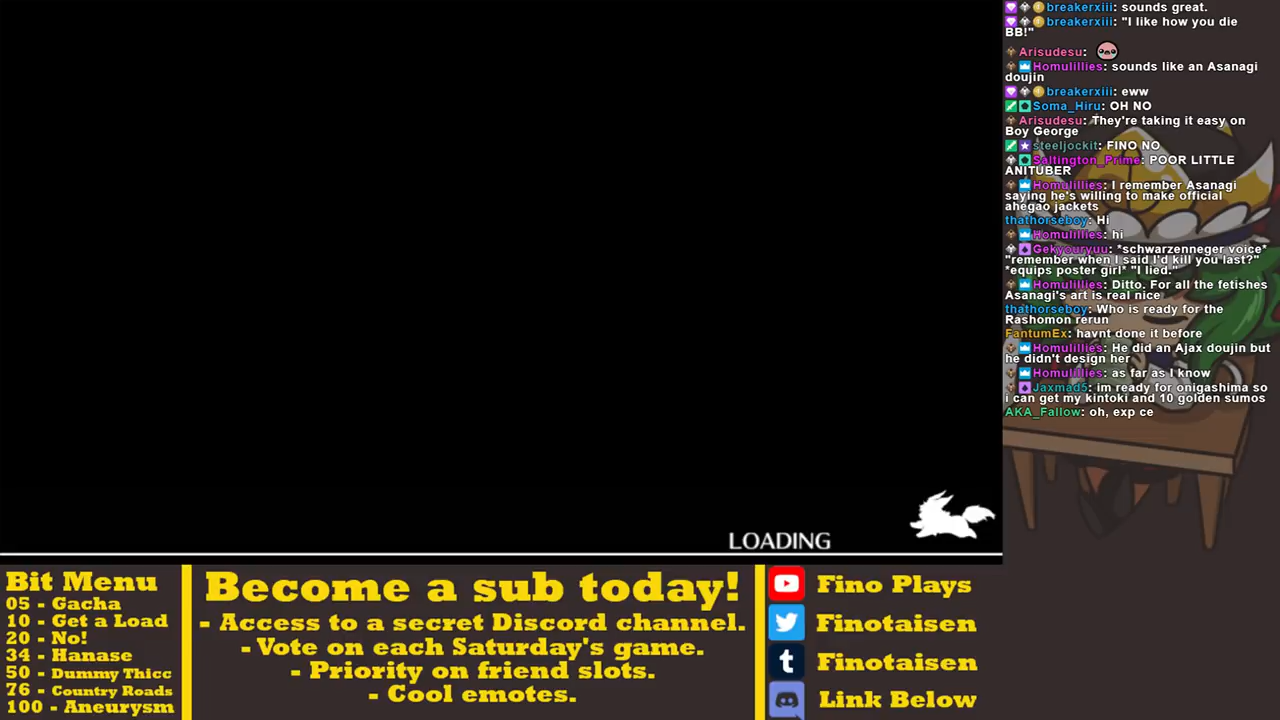 breakerxiii: sounds great.
breakerxiii: "I like how you die
BB!"
Arisudesu:
Homulillies: sounds like an Asanagi
doujin
breakerxiii: eww
Soma_Hiru: OH NO
Arisudesu: They're taking it easy on
Boy George
steeljockit: FINO NO
Saltington_Prime: POOR LITTLE
ANITUBER
Homulillies: I remember Asanagi
saying he's willing to make official
ahegao jackets
thathorseboy: Hi
Homulillies: hi
Gekyouryuu: *schwarzenneger voice*
"remember when I said I'd kill you last?"
*equips poster girl* "I lied."
Homulillies: Ditto. For all the fetishes
Asanagi's art is real nice
thathorseboy: Who is ready for the
Rashomon rerun
FantumEx: havnt done it before
Homulillies: He did an Ajax doujin but
he didn't design her
Homulillies: as far as I know
Jaxmad5: im ready for onigashima so
i can get my kintoki and 10 golden sumos
AKA_Fallow: oh, exp ce
LOADING
Bit Menu
05 - Gacha
10 - Get a Load
20 - No!
34 - Hanase
50 - Dummy Thicc
76 - Country Roads
100 - Aneurysm
Become a sub today!
- Access to a secret Discord channel.
- Vote on each Saturday's game.
- Priority on friend slots.
- Cool emotes.
Fino Plays
Finotaisen
Finotaisen
Link Below